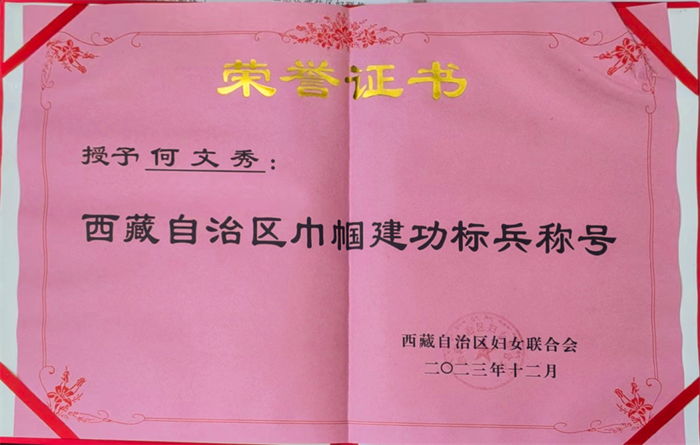 荣誉证书
授予何文秀：
西藏自治区巾帼建功标兵称号
西藏自治区妇女联合会
二〇二三年十二月